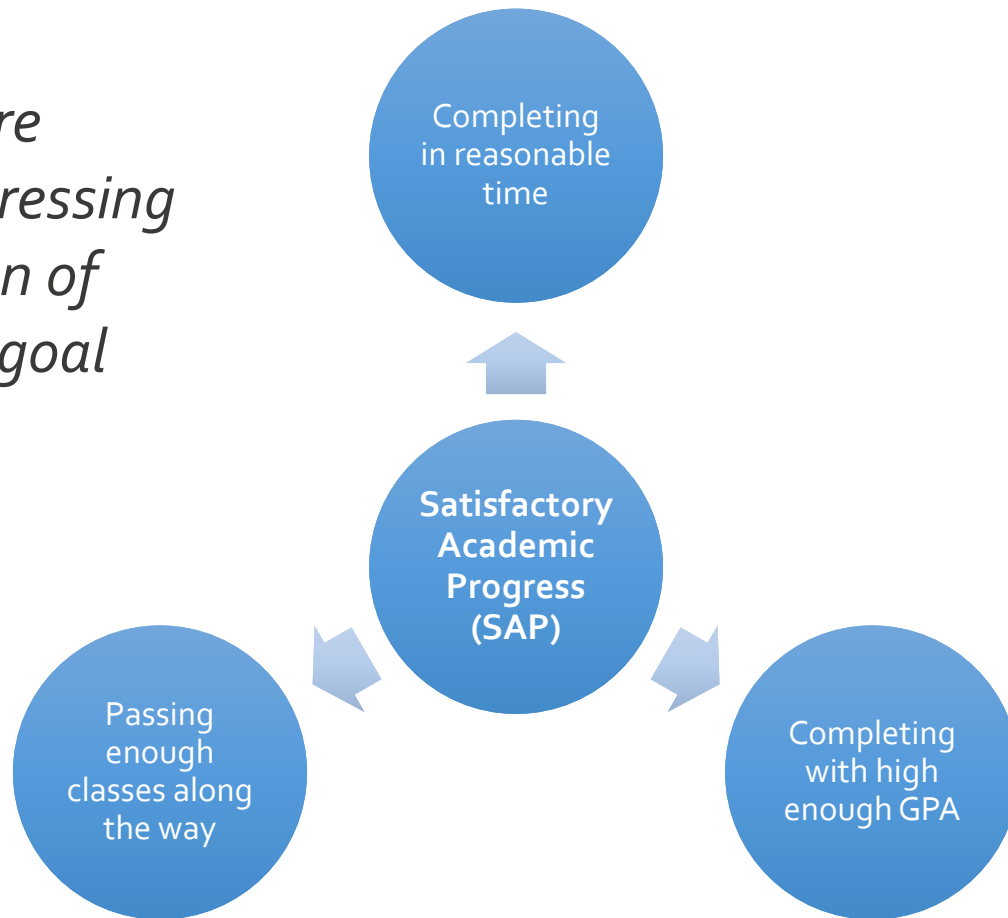 re
ressing
n of
goal
Completing
in reasonable
time
Satisfactory
Academic
Progress
(SAP)
Passing
enough
classes along
the way
Completing
with high
enough GPA